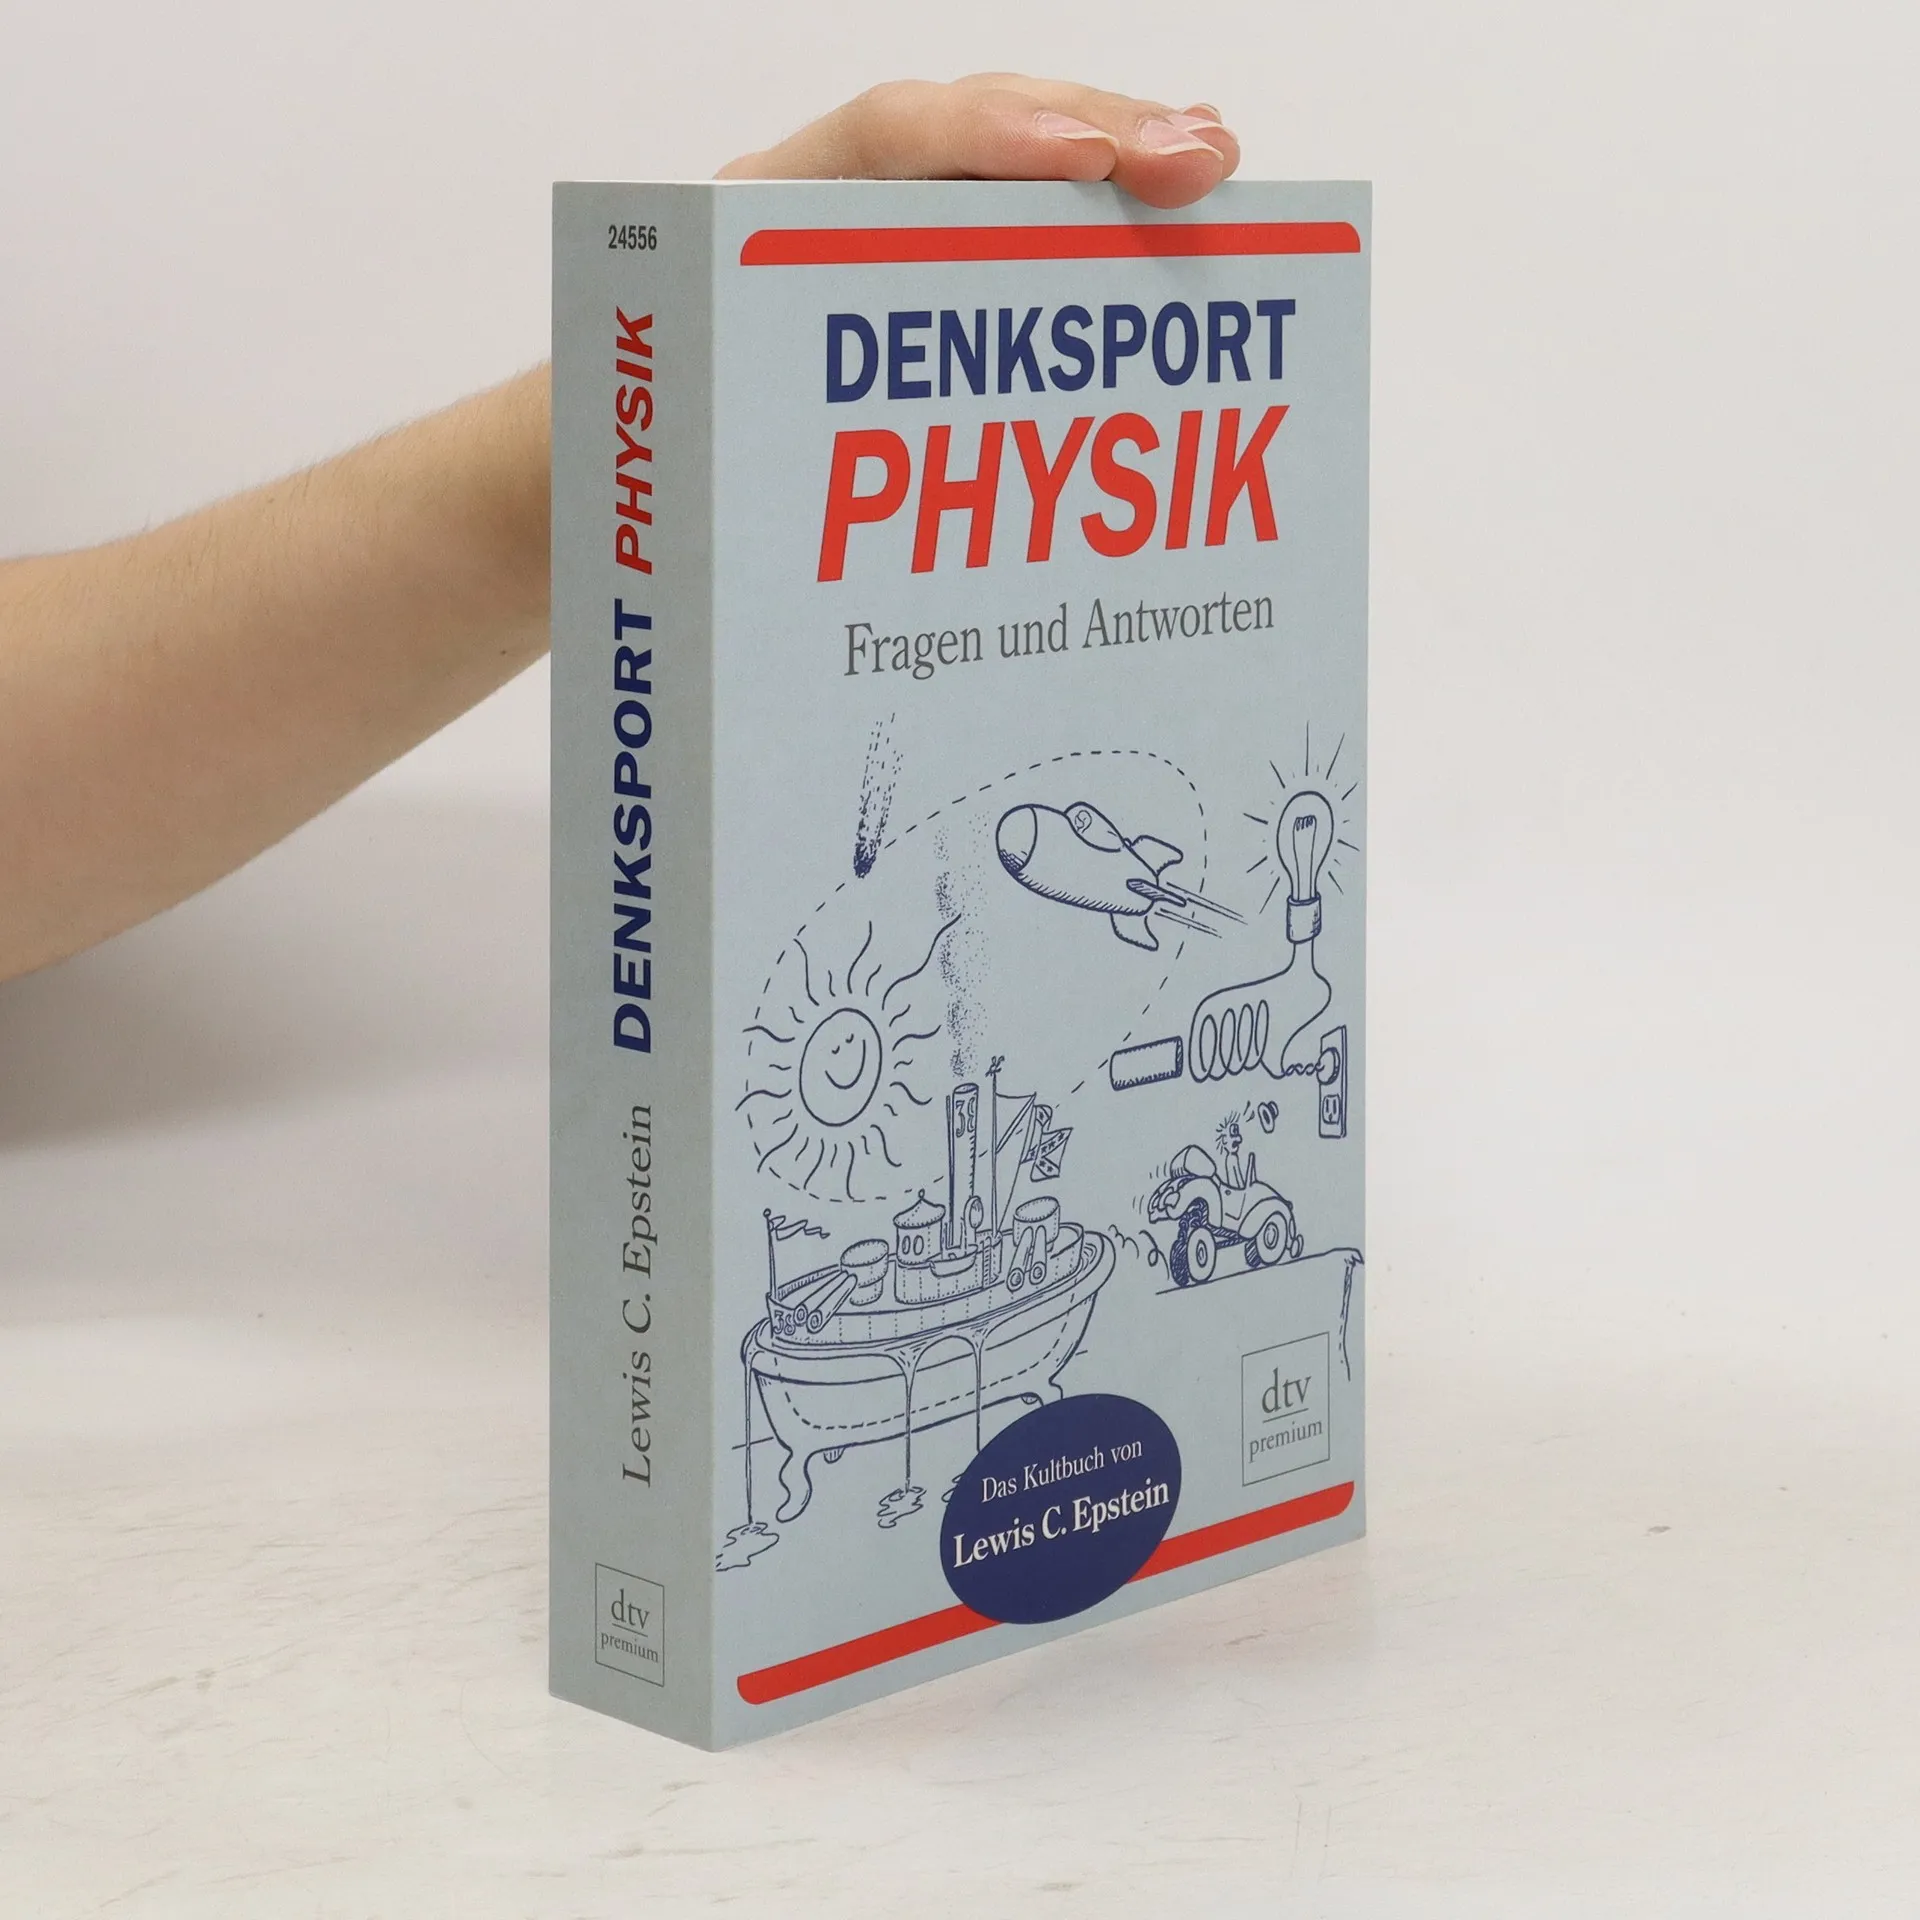 24556
Lewis C. Epstein DENKSPORT PHYSIK
dtv
premium
DENKSPORT
PHYSIK
Fragen und Antworten
38
38
dtv
premium
Das Kultbuch von
Lewis C. Epstein